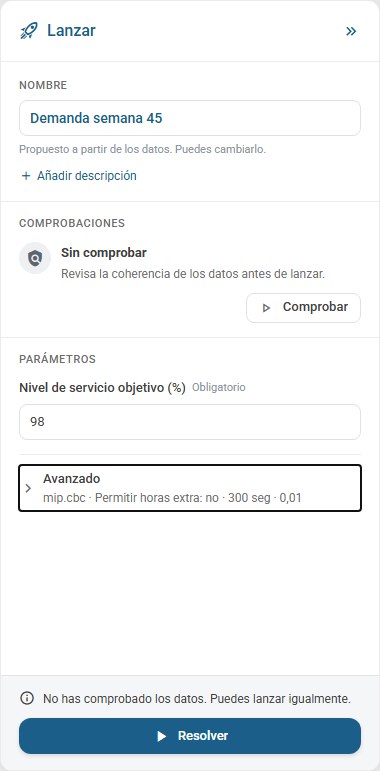 Lanzar
NOMBRE
Demanda semana 45
Propuesto a partir de los datos. Puedes cambiarlo.
+ Añadir descripción
COMPROBACIONES
Sin comprobar
Revisa la coherencia de los datos antes de lanzar.
Comprobar
PARÁMETROS
Nivel de servicio objetivo (%) Obligatorio
98
Avanzado
mip.cbc · Permitir horas extra: no · 300 seg · 0,01
No has comprobado los datos. Puedes lanzar igualmente.
Resolver